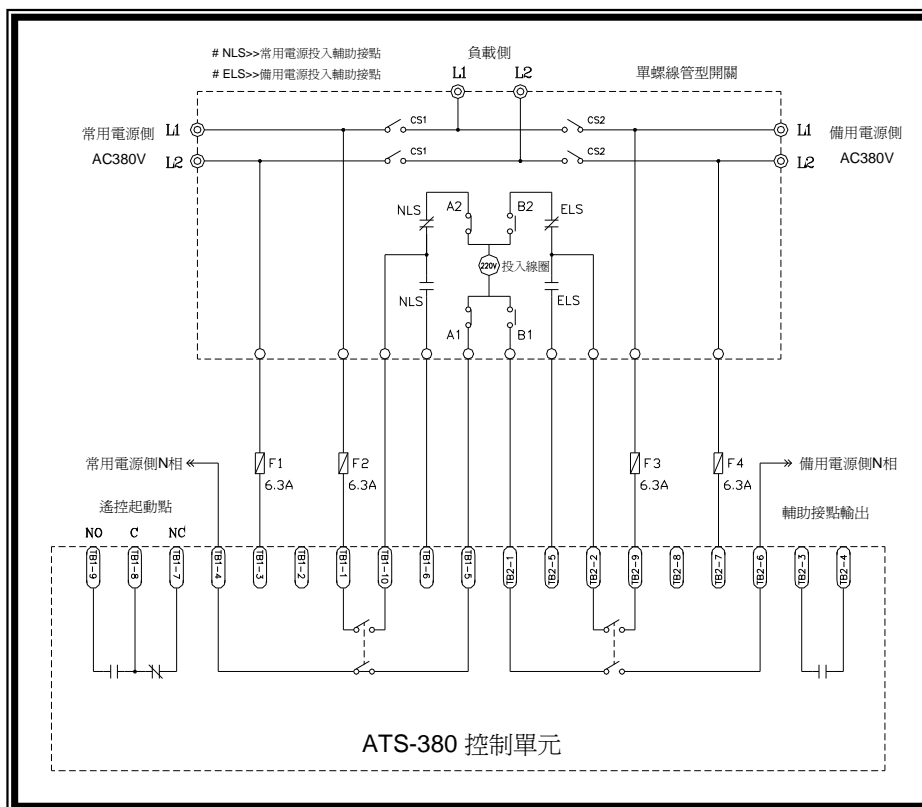 # NLS>>常用電源投入輔助接點
# ELS>>備用電源投入輔助接點
負載側
L1 L2
單螺線管型開關
常用電源側
AC380V
L1
L2
CS1
CS1
CS2
CS2
L1
L2
備用電源側
AC380V
NLS
A2
B2
ELS
220V
投入線圈
NLS
A1
B1
ELS
常用電源側N相
F1
6.3A
F2
6.3A
F3
6.3A
F4
6.3A
備用電源側N相
遙控起動點
NO C NC
輔助接點輸出
TB1-9
TB1-8
TB1-7
TB1-4
TB1-3
TB1-2
TB1-1
TB1-10
TB1-6
TB1-5
TB2-1
TB2-5
TB2-2
TB2-9
TB2-8
TB2-7
TB2-6
TB2-3
TB2-4
ATS-380 控制單元